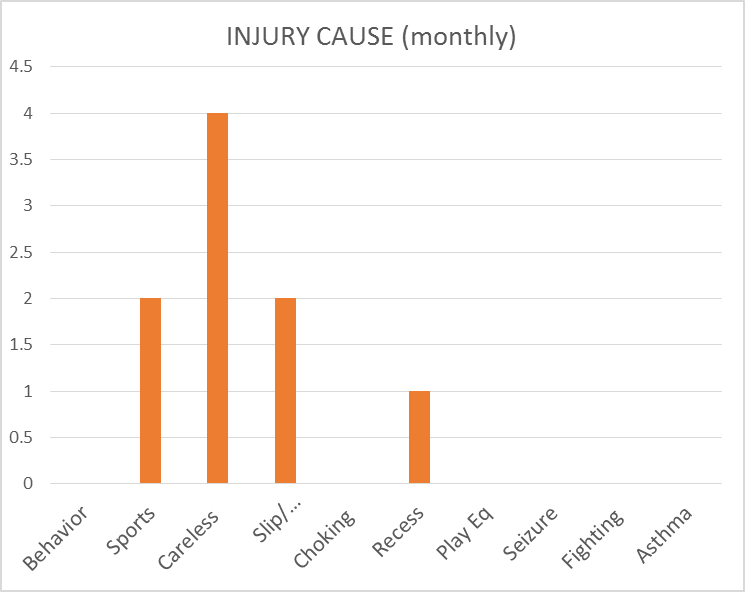 INJURY CAUSE (monthly)
4.5
4
3.5
3
2.5
2
1.5
1
0.5
0
Behavior
Sports
Careless
Slip/...
Choking
Recess
Play Eq
Seizure
Fighting
Asthma